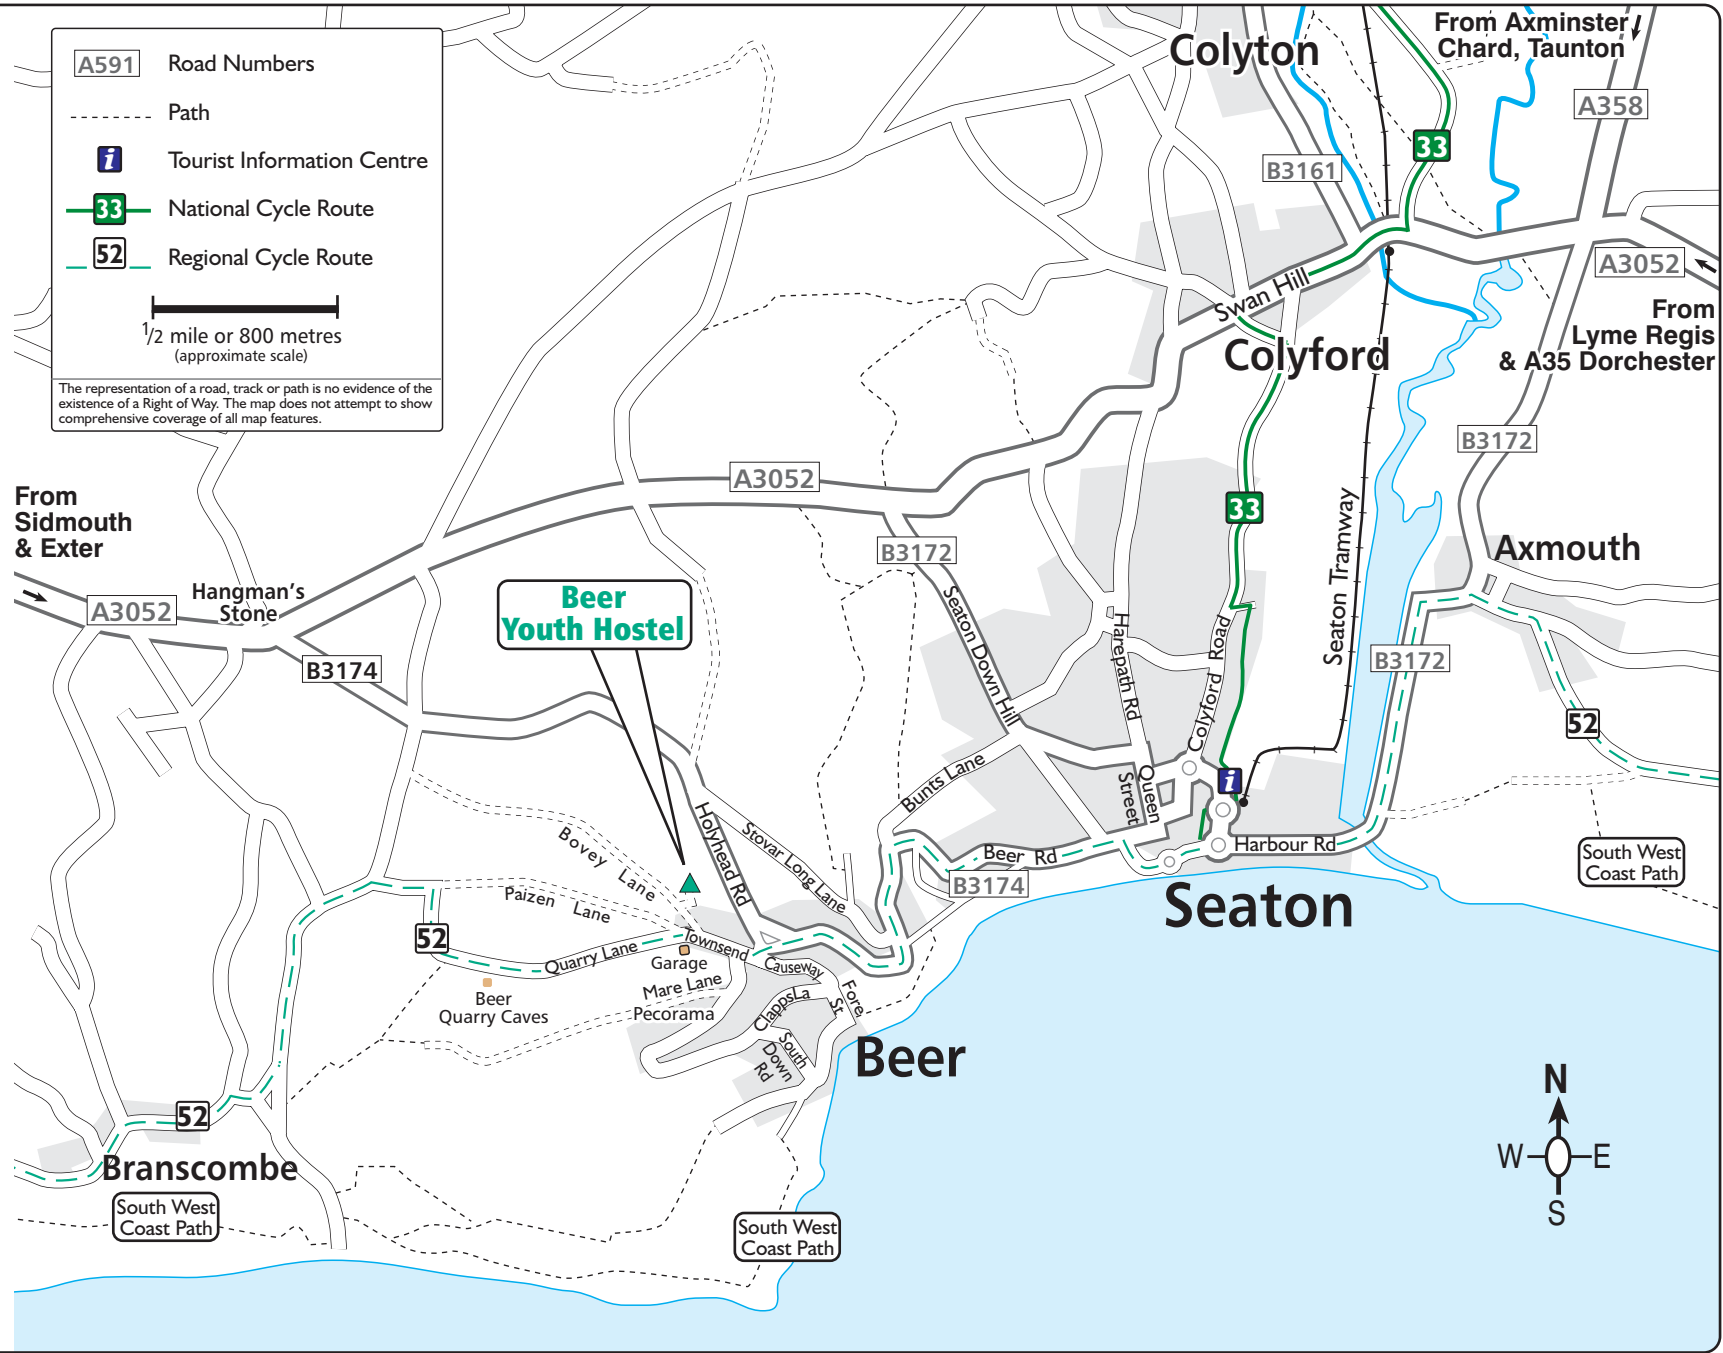 A591 Road Numbers
Path
i Tourist Information Centre
33 National Cycle Route
52 Regional Cycle Route
1/2 mile or 800 metres
(approximate scale)
The representation of a road, track or path is no evidence of the
existence of a Right of Way. The map does not attempt to show
comprehensive coverage of all map features.
Colyton
From Axminster
Chard, Taunton
A358
33
B3161
A3052
From
Lyme Regis
& A35 Dorchester
Swan Hill
Colyford
B3172
A3052
From
Sidmouth
& Exter
33
Seaton Tramway
Axmouth
B3172
Hangman's
Stone
A3052
Beer
Youth Hostel
B3174
Seaton Down Hill
Harepath Rd
Colyford Road
B3172
52
Bunts Lane
Queen
Street
i
Holyhead Rd
Stovar Long Lane
Bovey Lane
Paizen Lane
Beer Rd
Harbour Rd
B3174
South West
Coast Path
Seaton
52
Quarry Lane
Townsend
Garage
Causeway
Mare Lane
Beer
Quarry Caves
Pecorama
Clapps La
Fore
St
South
Down
Rd
Beer
N
W E
S
52
Branscombe
South West
Coast Path
South West
Coast Path